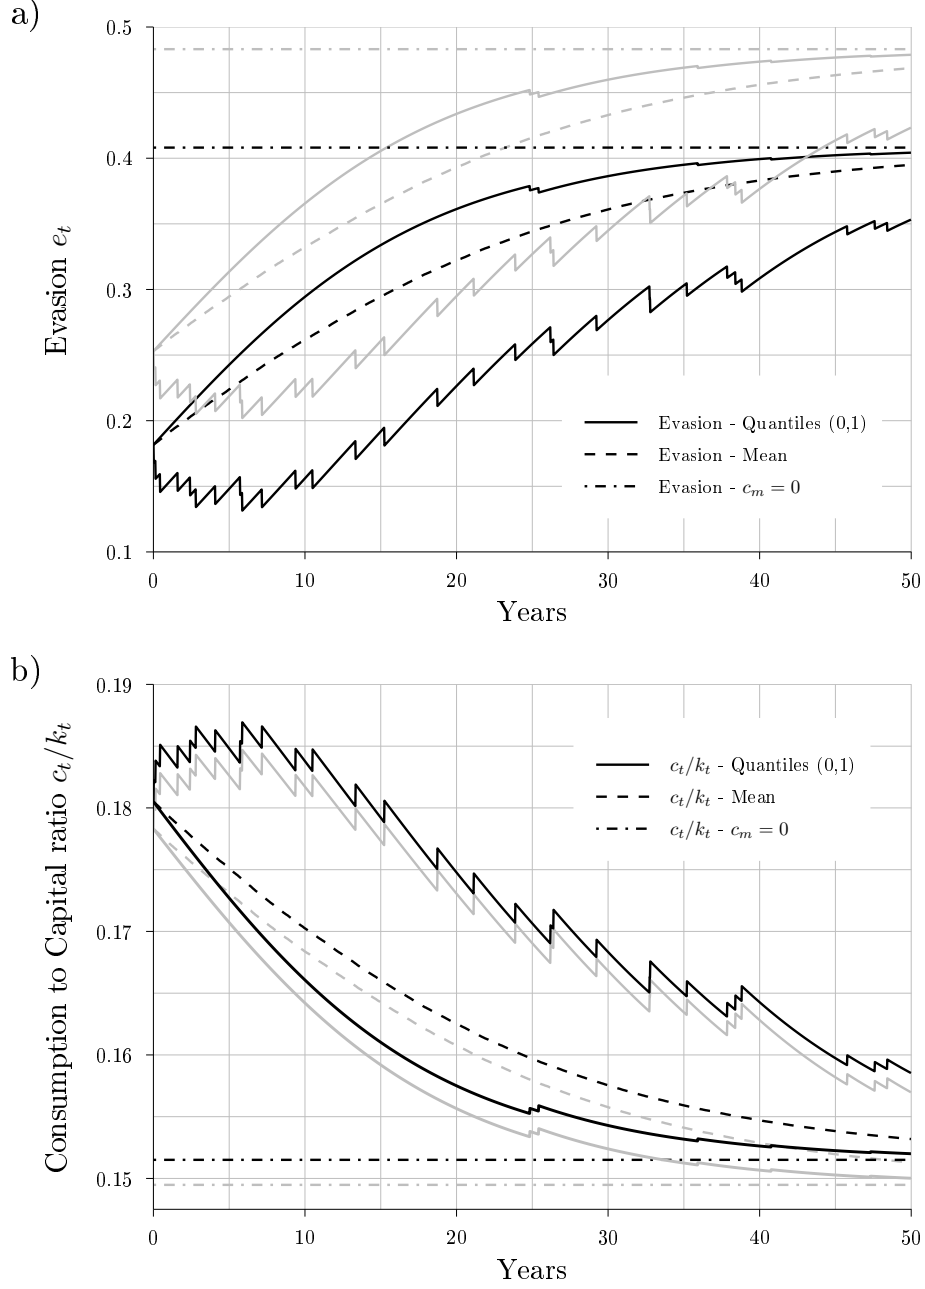 a)
0.5
0.4
0.3
0.2
0.1
Evasion e_t
Evasion - Quantiles (0,1)
Evasion - Mean
Evasion - c_m = 0
0 10 20 30 40 50
Years
b)
0.19
0.18
0.17
0.16
0.15
Consumption to Capital ratio c_t/k_t
c_t/k_t - Quantiles (0,1)
c_t/k_t - Mean
c_t/k_t - c_m = 0
0 10 20 30 40 50
Years